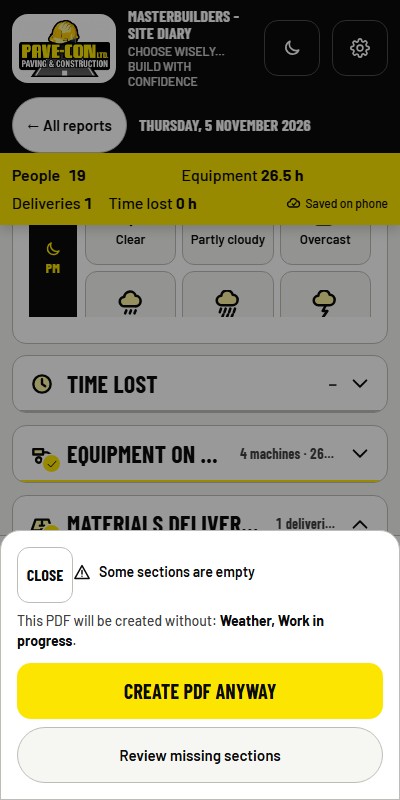 PAVE-CON LTD.
PAVING & CONSTRUCTION
MASTERBUILDERS -
SITE DIARY
CHOOSE WISELY...
BUILD WITH
CONFIDENCE
← All reports
THURSDAY, 5 NOVEMBER 2026
People 19
Equipment 26.5 h
Deliveries 1
Time lost 0 h
Saved on phone
PM
Clear
Partly cloudy
Overcast
TIME LOST
–
EQUIPMENT ON ...
4 machines · 26...
MATERIALS DELIVER...
1 deliveri...
CLOSE
Some sections are empty
This PDF will be created without: Weather, Work in
progress.
CREATE PDF ANYWAY
Review missing sections